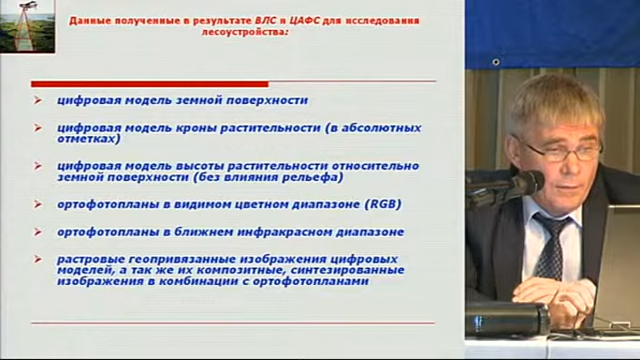 Данные полученные в результате ВЛС и ЦАФС для исследования
лесоустройства:
цифровая модель земной поверхности
цифровая модель кроны растительности (в абсолютных
отметках)
цифровая модель высоты растительности относительно
земной поверхности (без влияния рельефа)
ортофотопланы в видимом цветном диапазоне (RGB)
ортофотопланы в ближнем инфракрасном диапазоне
растровые геопривязанные изображения цифровых
моделей, а так же их композитные, синтезированные
изображения в комбинации с ортофотопланами